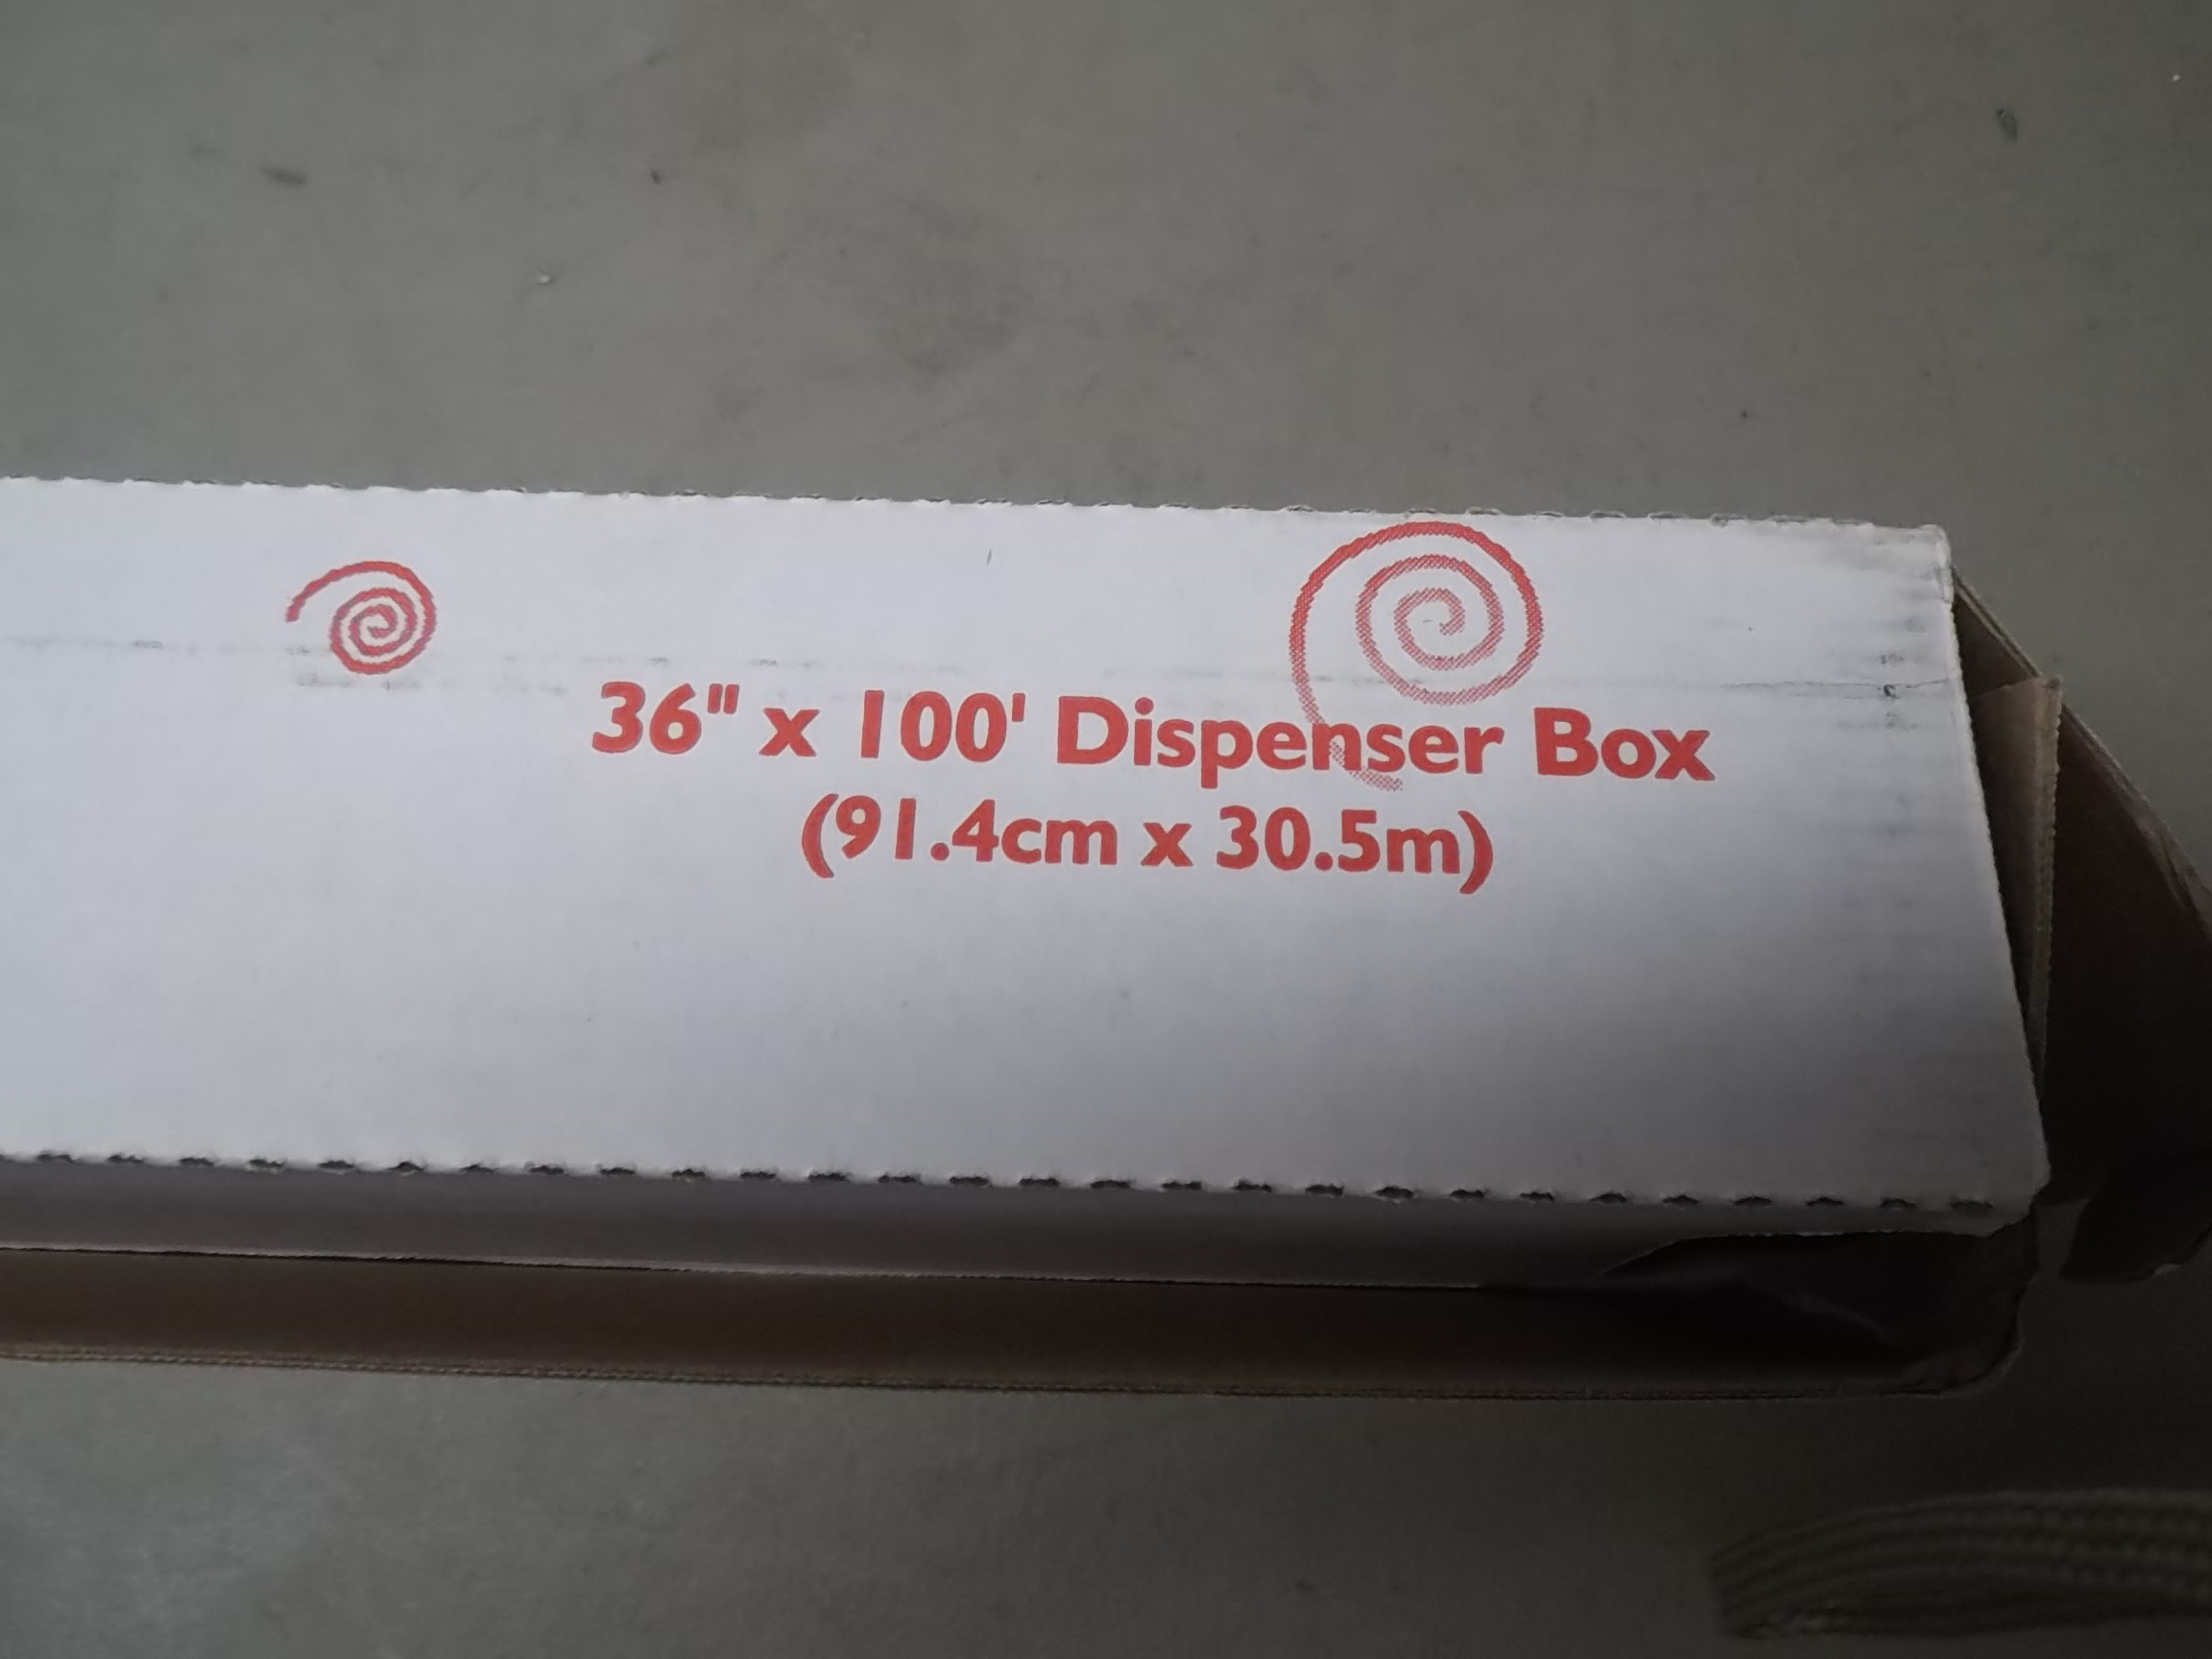 36" x 100' Dispenser Box
(91.4cm x 30.5m)